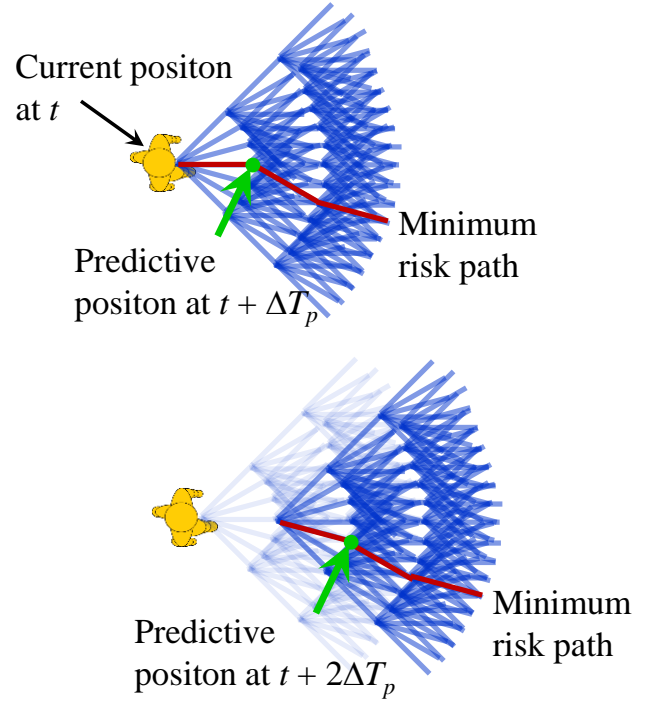 Current positon
at t
Minimum
risk path
Predictive
positon at t + ΔTₚ
Minimum
risk path
Predictive
positon at t + 2ΔTₚ